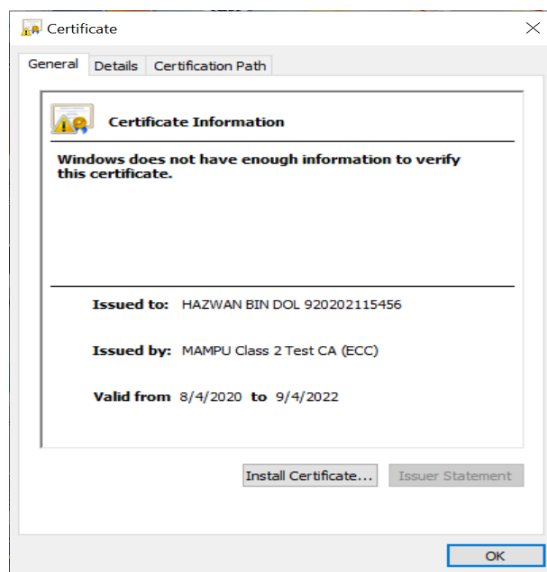 Certificate
General Details Certification Path
Certificate Information
Windows does not have enough information to verify
this certificate.
Issued to: HAZWAN BIN DOL 920202115456
Issued by: MAMPU Class 2 Test CA (ECC)
Valid from 8/4/2020 to 9/4/2022
Install Certificate... Issuer Statement
OK